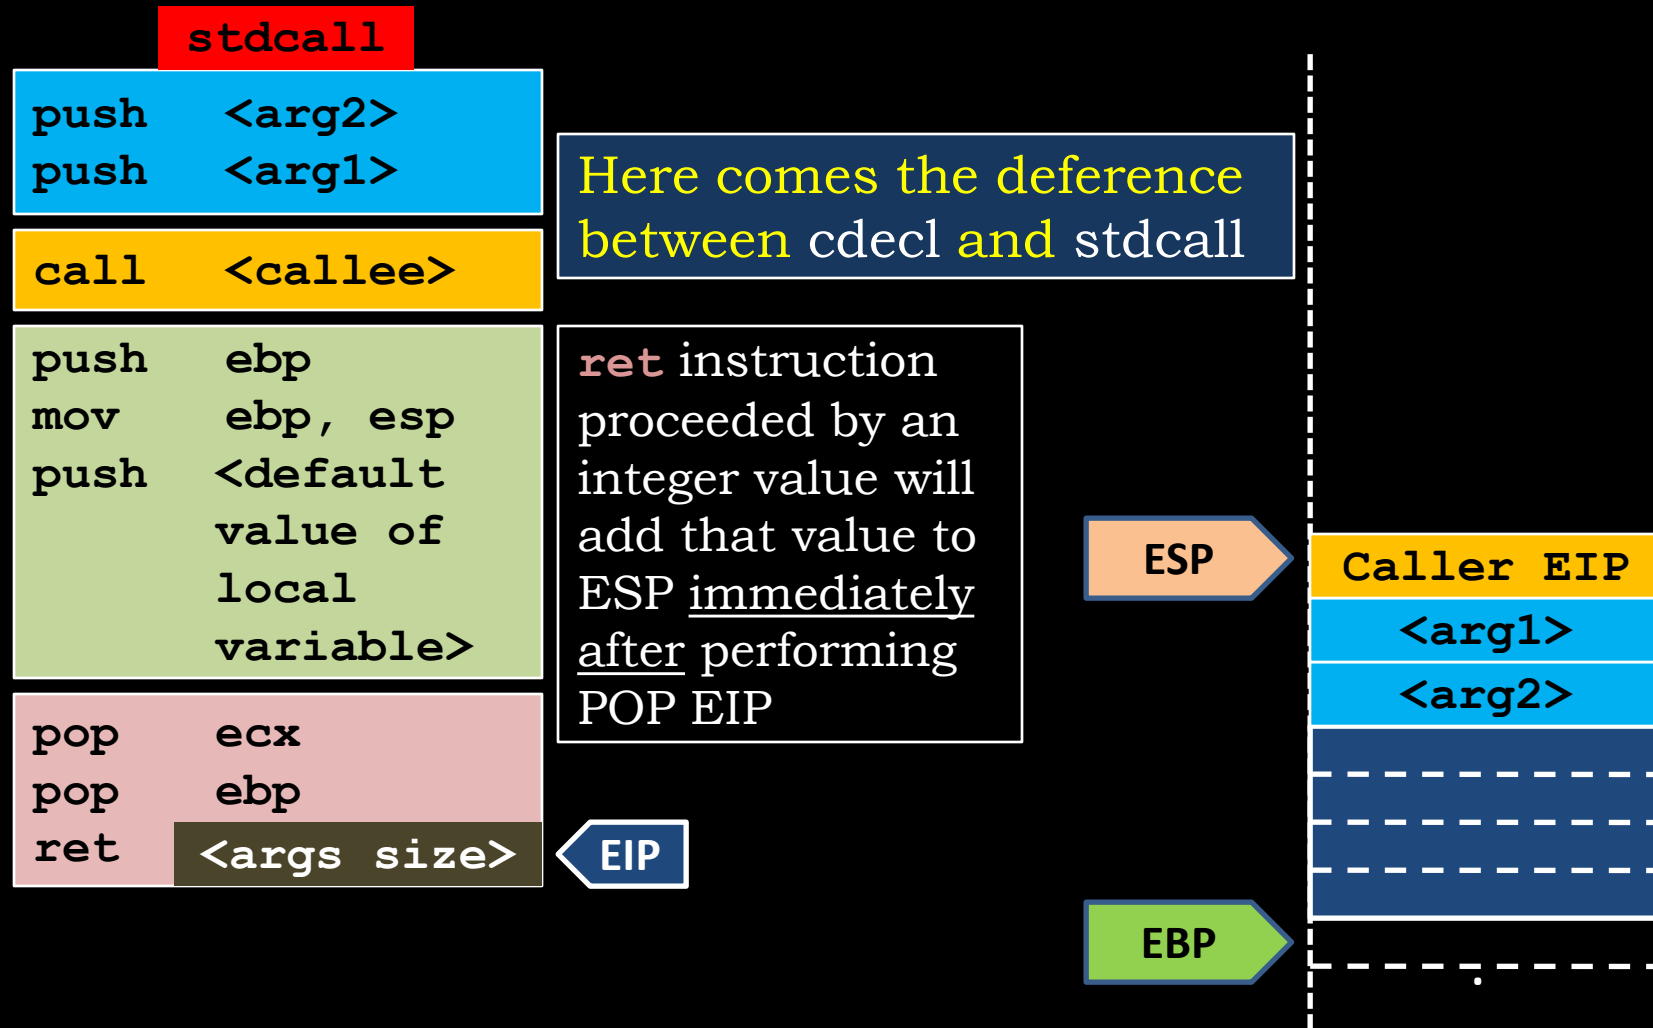 stdcall
push <arg2>
push <arg1>
call <callee>
push ebp
mov ebp, esp
push <default
value of
local
variable>
pop ecx
pop ebp
ret <args size>
EIP
Here comes the deference
between cdecl and stdcall
ret instruction
proceeded by an
integer value will
add that value to
ESP immediately
after performing
POP EIP
ESP
EBP
Caller EIP
<arg1>
<arg2>
.